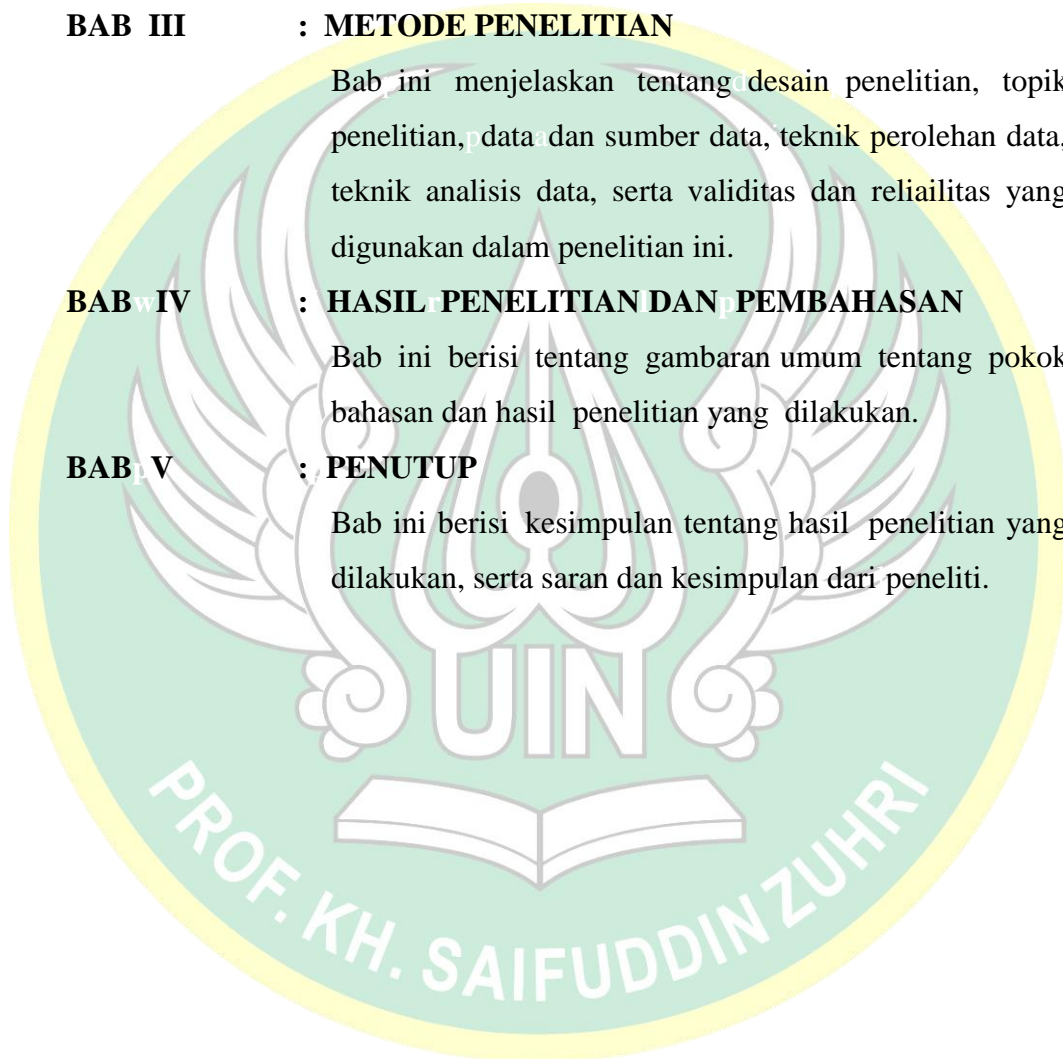 BAB III : METODE PENELITIAN
Bab ini menjelaskan tentang desain penelitian, topik
penelitian, data dan sumber data, teknik perolehan data,
teknik analisis data, serta validitas dan reliailitas yang
digunakan dalam penelitian ini.
BAB IV : HASIL PENELITIAN DAN PEMBAHASAN
Bab ini berisi tentang gambaran umum tentang pokok
bahasan dan hasil penelitian yang dilakukan.
BAB V : PENUTUP
Bab ini berisi kesimpulan tentang hasil penelitian yang
dilakukan, serta saran dan kesimpulan dari peneliti.
UIN
PROF. KH. SAIFUDDIN ZUHRI